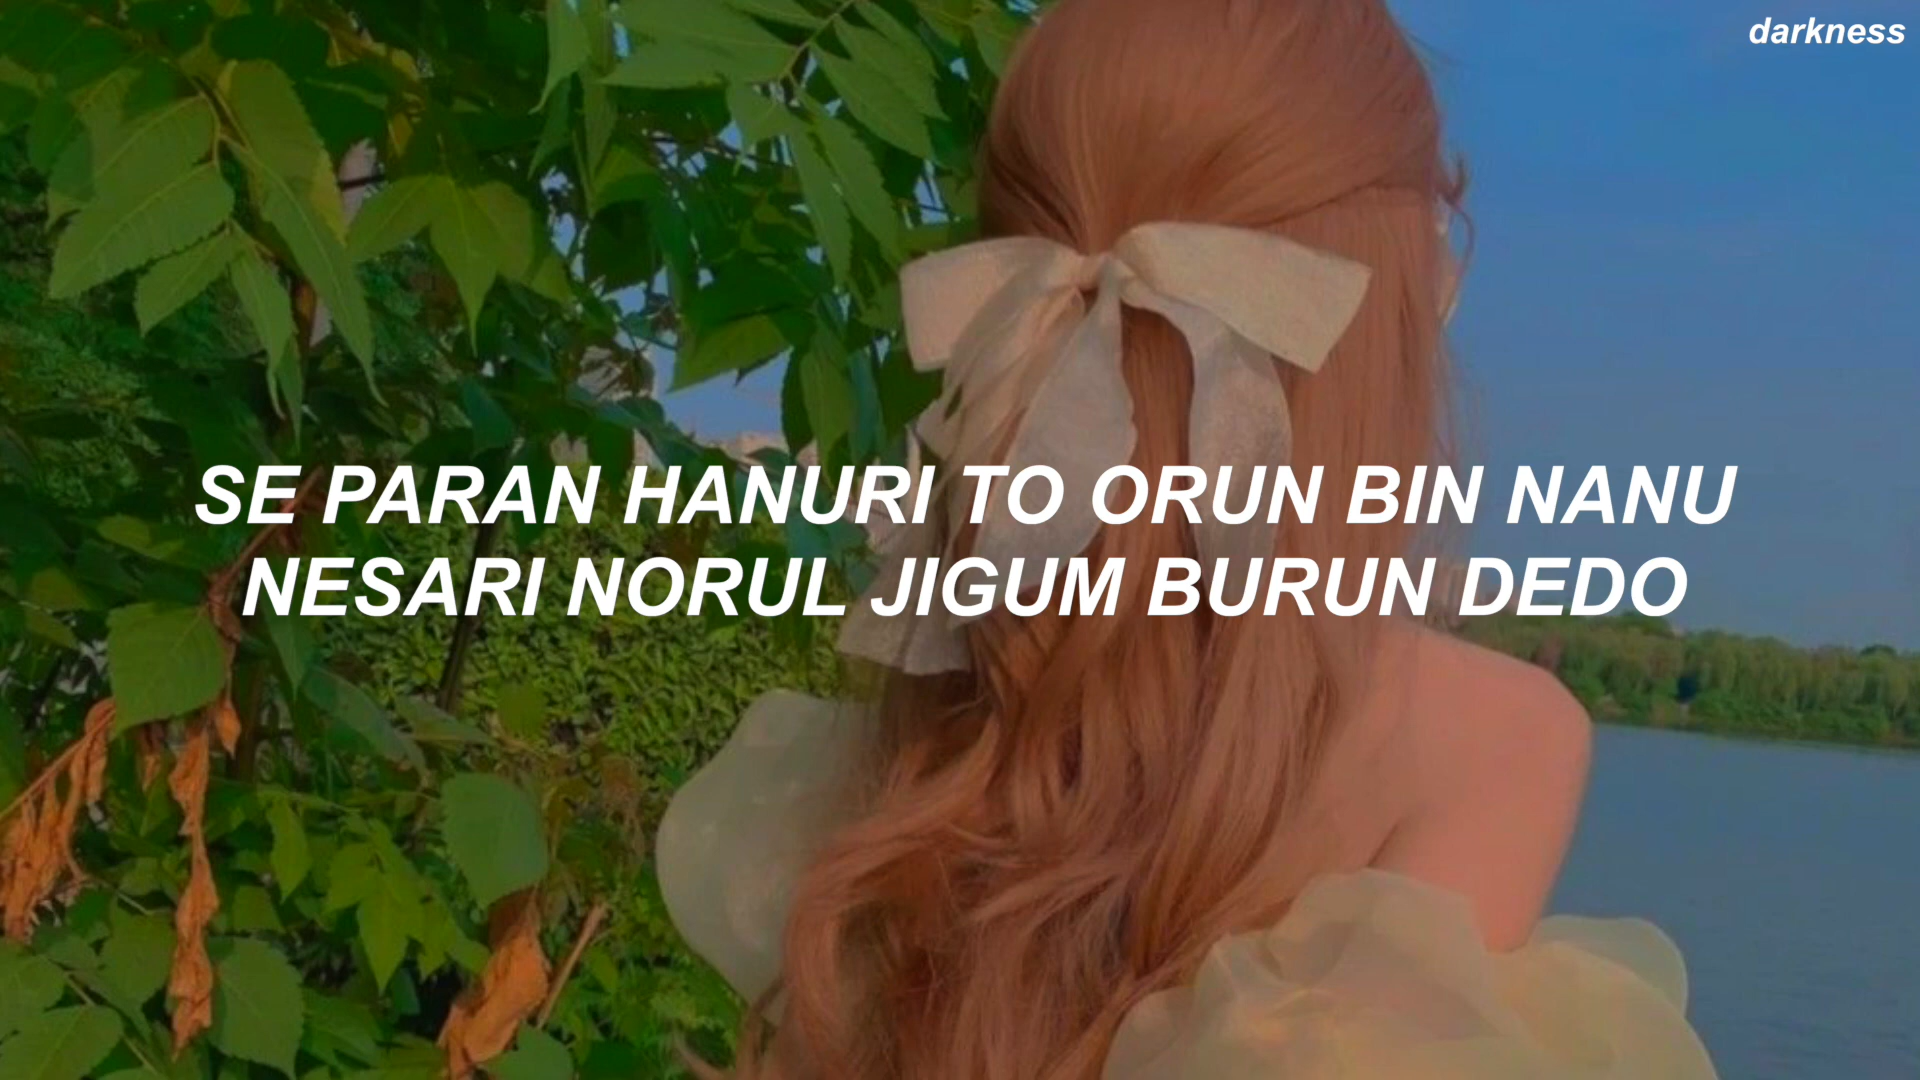 darkness
SE PARAN HANURI TO ORUN BIN NANU
NESARI NORUL JIGUM BURUN DEDO